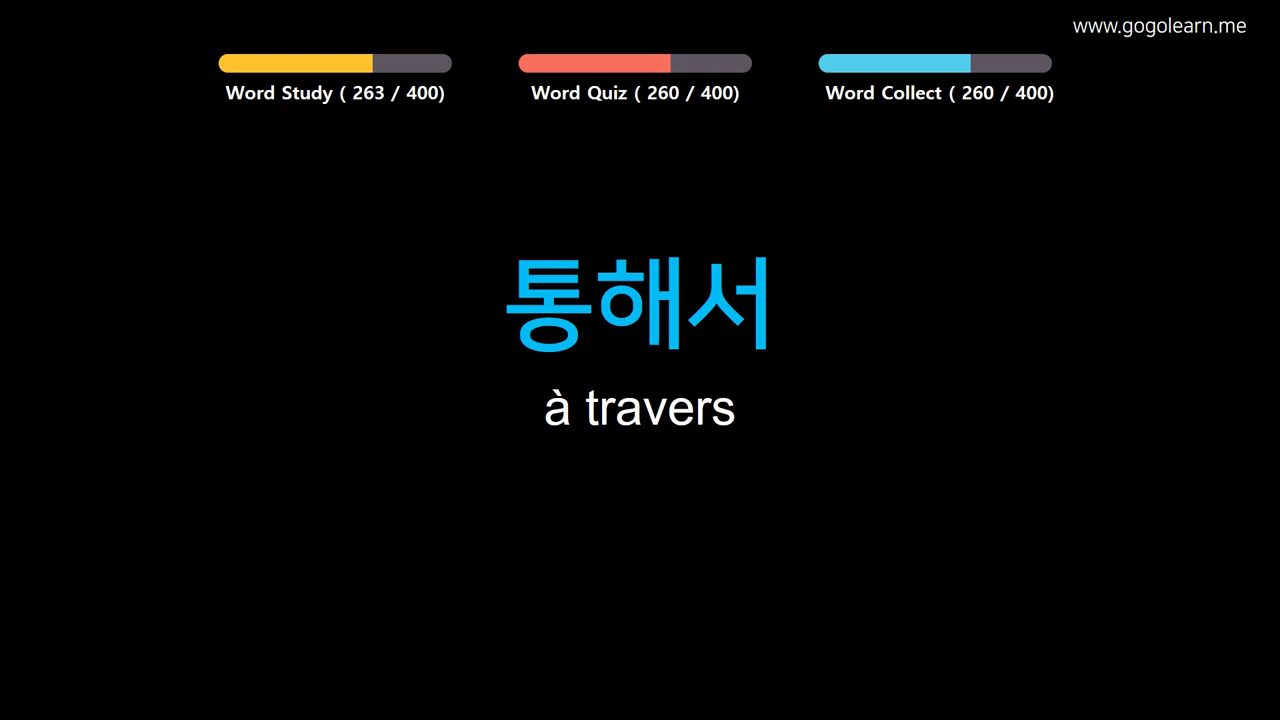 www.gogolearn.me
Word Study ( 263 / 400)
Word Quiz ( 260 / 400)
Word Collect ( 260 / 400)
통해서
à travers